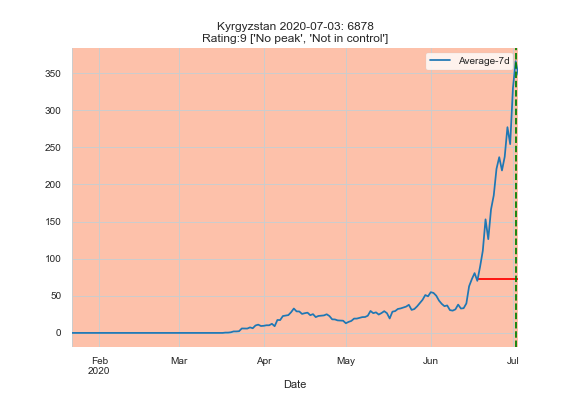 Kyrgyzstan 2020-07-03: 6878
Rating:9 ['No peak', 'Not in control']
Average-7d
350
300
250
200
150
100
50
0
Feb
2020
Mar
Apr
May
Jun
Jul
Date